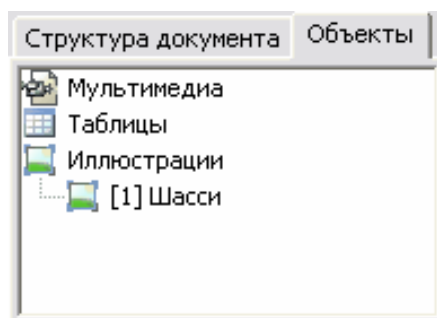 Структура документа Объекты
Мультимедиа
Таблицы
Иллюстрации
[1] Шасси